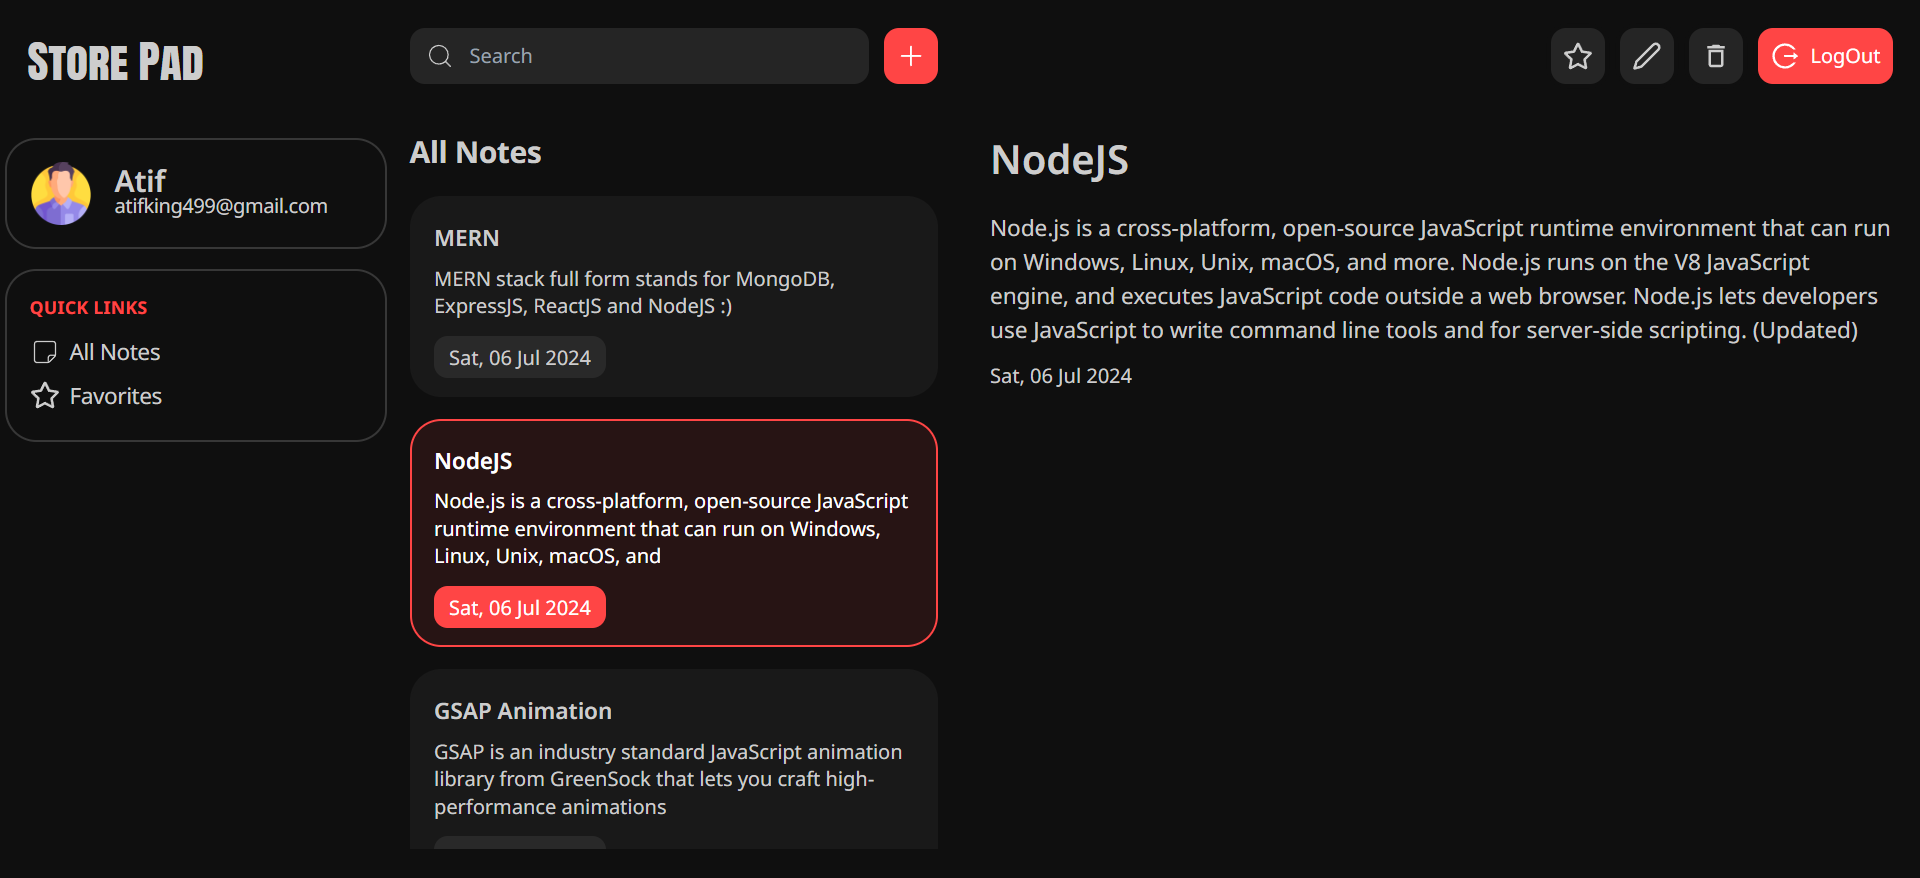 Store Pad
Search
LogOut
Atif
atifking499@gmail.com
QUICK LINKS
All Notes
Favorites
All Notes
MERN
MERN stack full form stands for MongoDB,
ExpressJS, ReactJS and NodeJS :)
Sat, 06 Jul 2024
NodeJS
Node.js is a cross-platform, open-source JavaScript
runtime environment that can run on Windows,
Linux, Unix, macOS, and
Sat, 06 Jul 2024
GSAP Animation
GSAP is an industry standard JavaScript animation
library from GreenSock that lets you craft high-
performance animations
NodeJS
Node.js is a cross-platform, open-source JavaScript runtime environment that can run
on Windows, Linux, Unix, macOS, and more. Node.js runs on the V8 JavaScript
engine, and executes JavaScript code outside a web browser. Node.js lets developers
use JavaScript to write command line tools and for server-side scripting. (Updated)
Sat, 06 Jul 2024